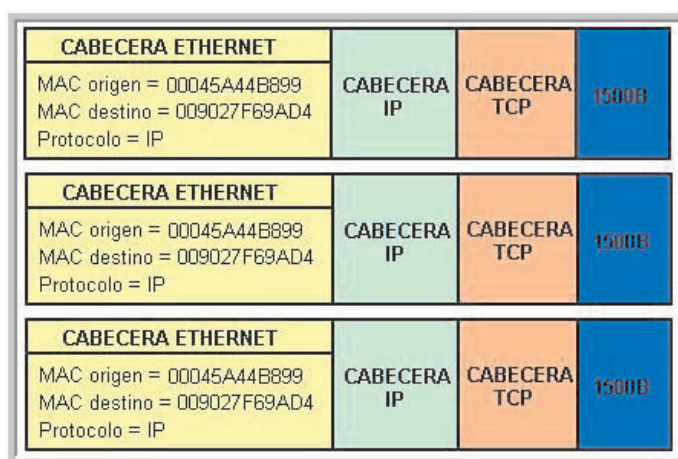 CABECERA ETHERNET
MAC origen = 00045A44B899
MAC destino = 009027F69AD4
Protocolo = IP
CABECERA
IP
CABECERA
TCP
1500B
CABECERA ETHERNET
MAC origen = 00045A44B899
MAC destino = 009027F69AD4
Protocolo = IP
CABECERA
IP
CABECERA
TCP
1500B
CABECERA ETHERNET
MAC origen = 00045A44B899
MAC destino = 009027F69AD4
Protocolo = IP
CABECERA
IP
CABECERA
TCP
1500B